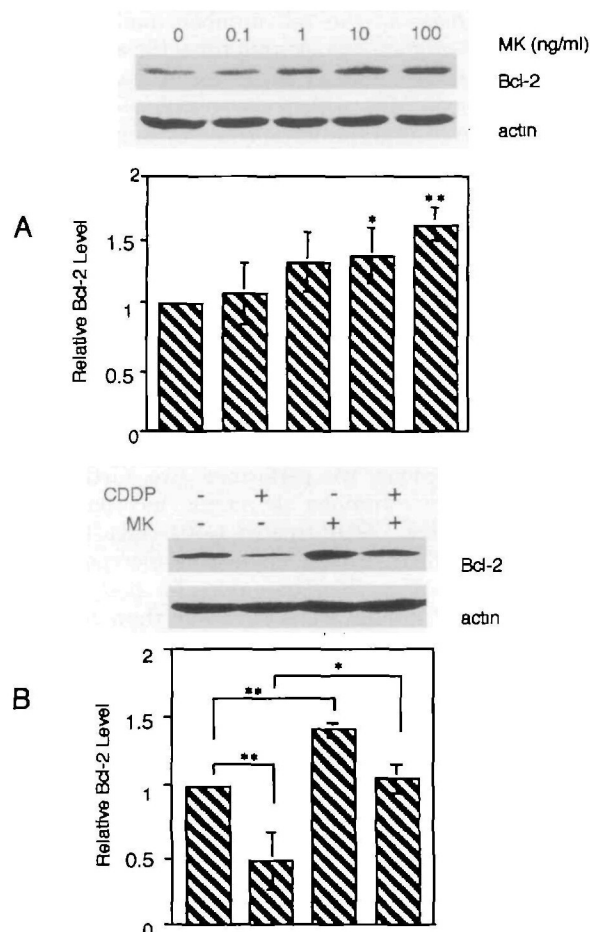 0 0.1 1 10 100 MK (ng/ml)
Bcl-2
actin
A
Relative Bcl-2 Level
2
1.5
1
0.5
0
*
**
CDDP - + - +
MK - - + +
Bcl-2
actin
B
Relative Bcl-2 Level
2
1.5
1
0.5
0
**
**
*